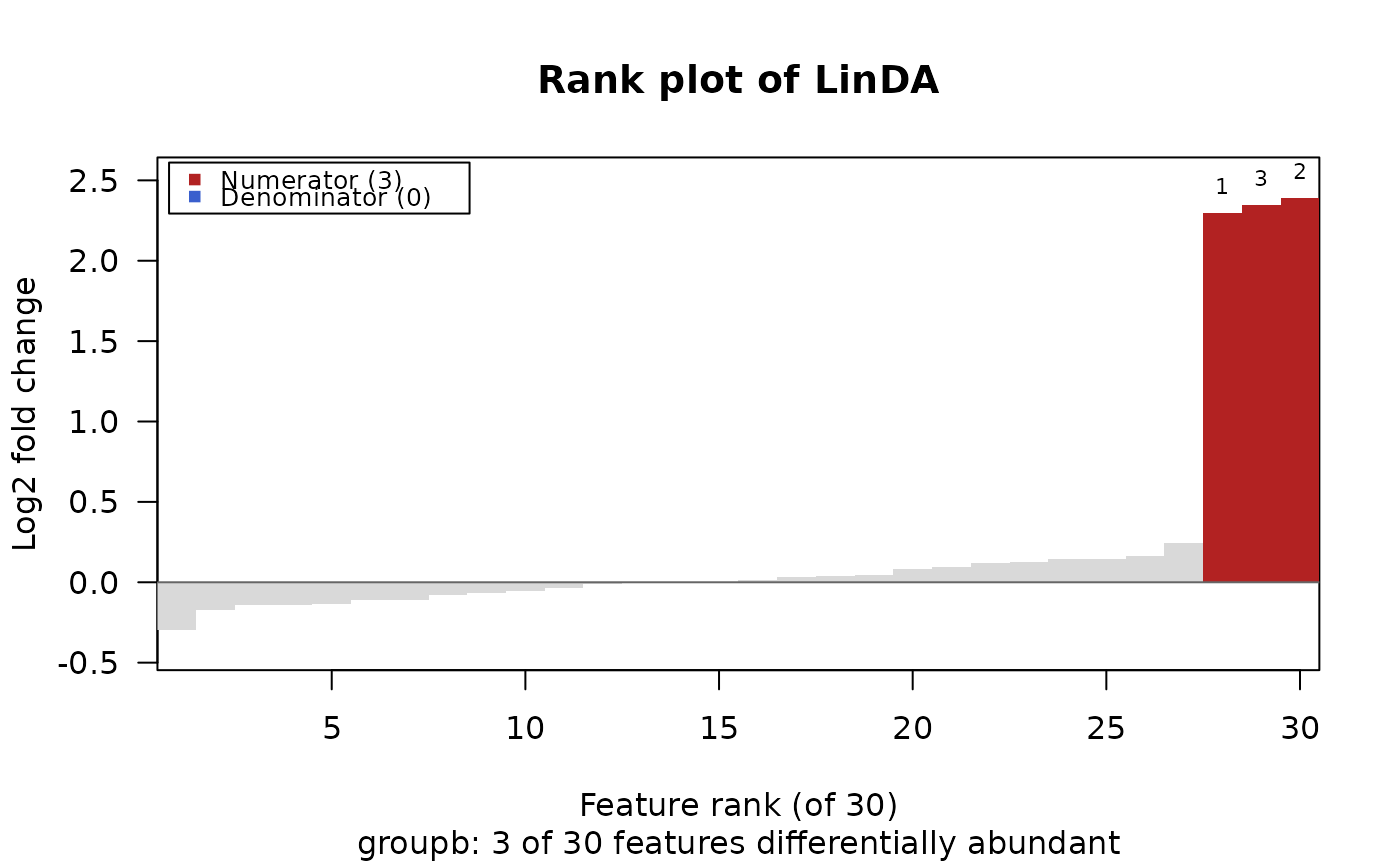 Rank plot of LinDA
Numerator (3)
Denominator (0)
1 3 2
Log2 fold change
2.5
2.0
1.5
1.0
0.5
0.0
-0.5
5 10 15 20 25 30
Feature rank (of 30)
groupb: 3 of 30 features differentially abundant